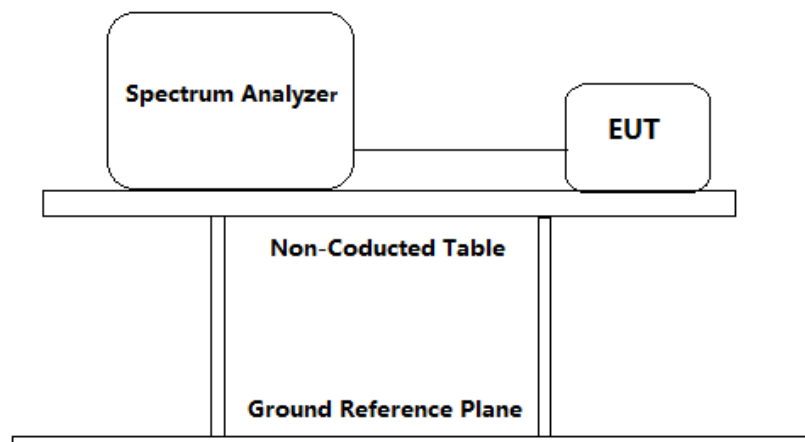 Spectrum Analyzer
EUT
Non-Coducted Table
Ground Reference Plane